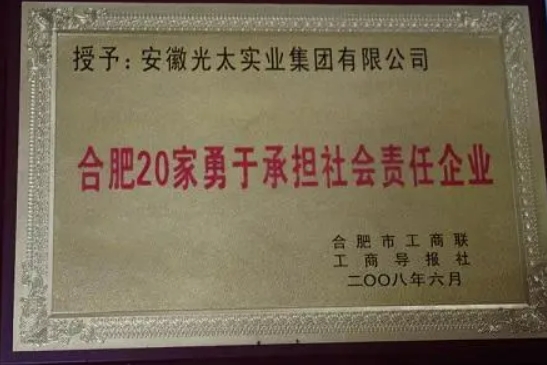 授予：安徽光太实业集团有限公司
合肥20家勇于承担社会责任企业
合肥市工商联
工商导报社
二〇〇八年六月